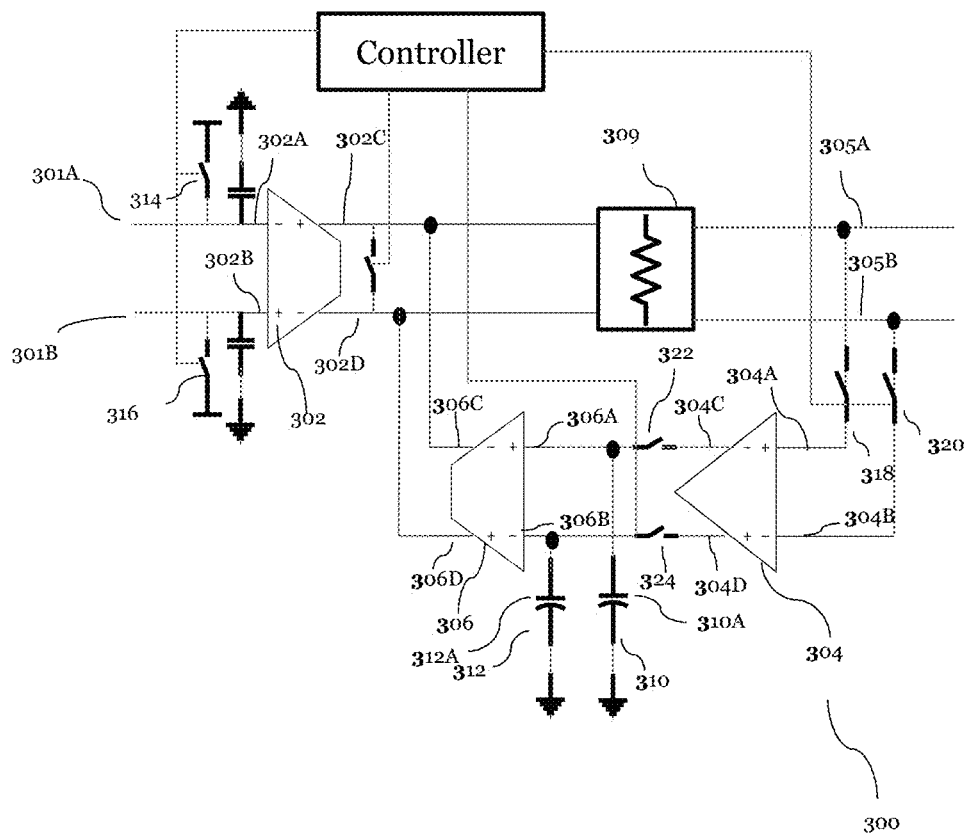 Controller
302A
302C
309
305A
301A
314
-
+
302B
305B
+
-
301B
302D
316
302
322
306C
306A
304C
304A
-
+
-
+
318
320
306B
304B
+
-
+
-
306D
306
324
304D
312A
312
310A
310
304
300